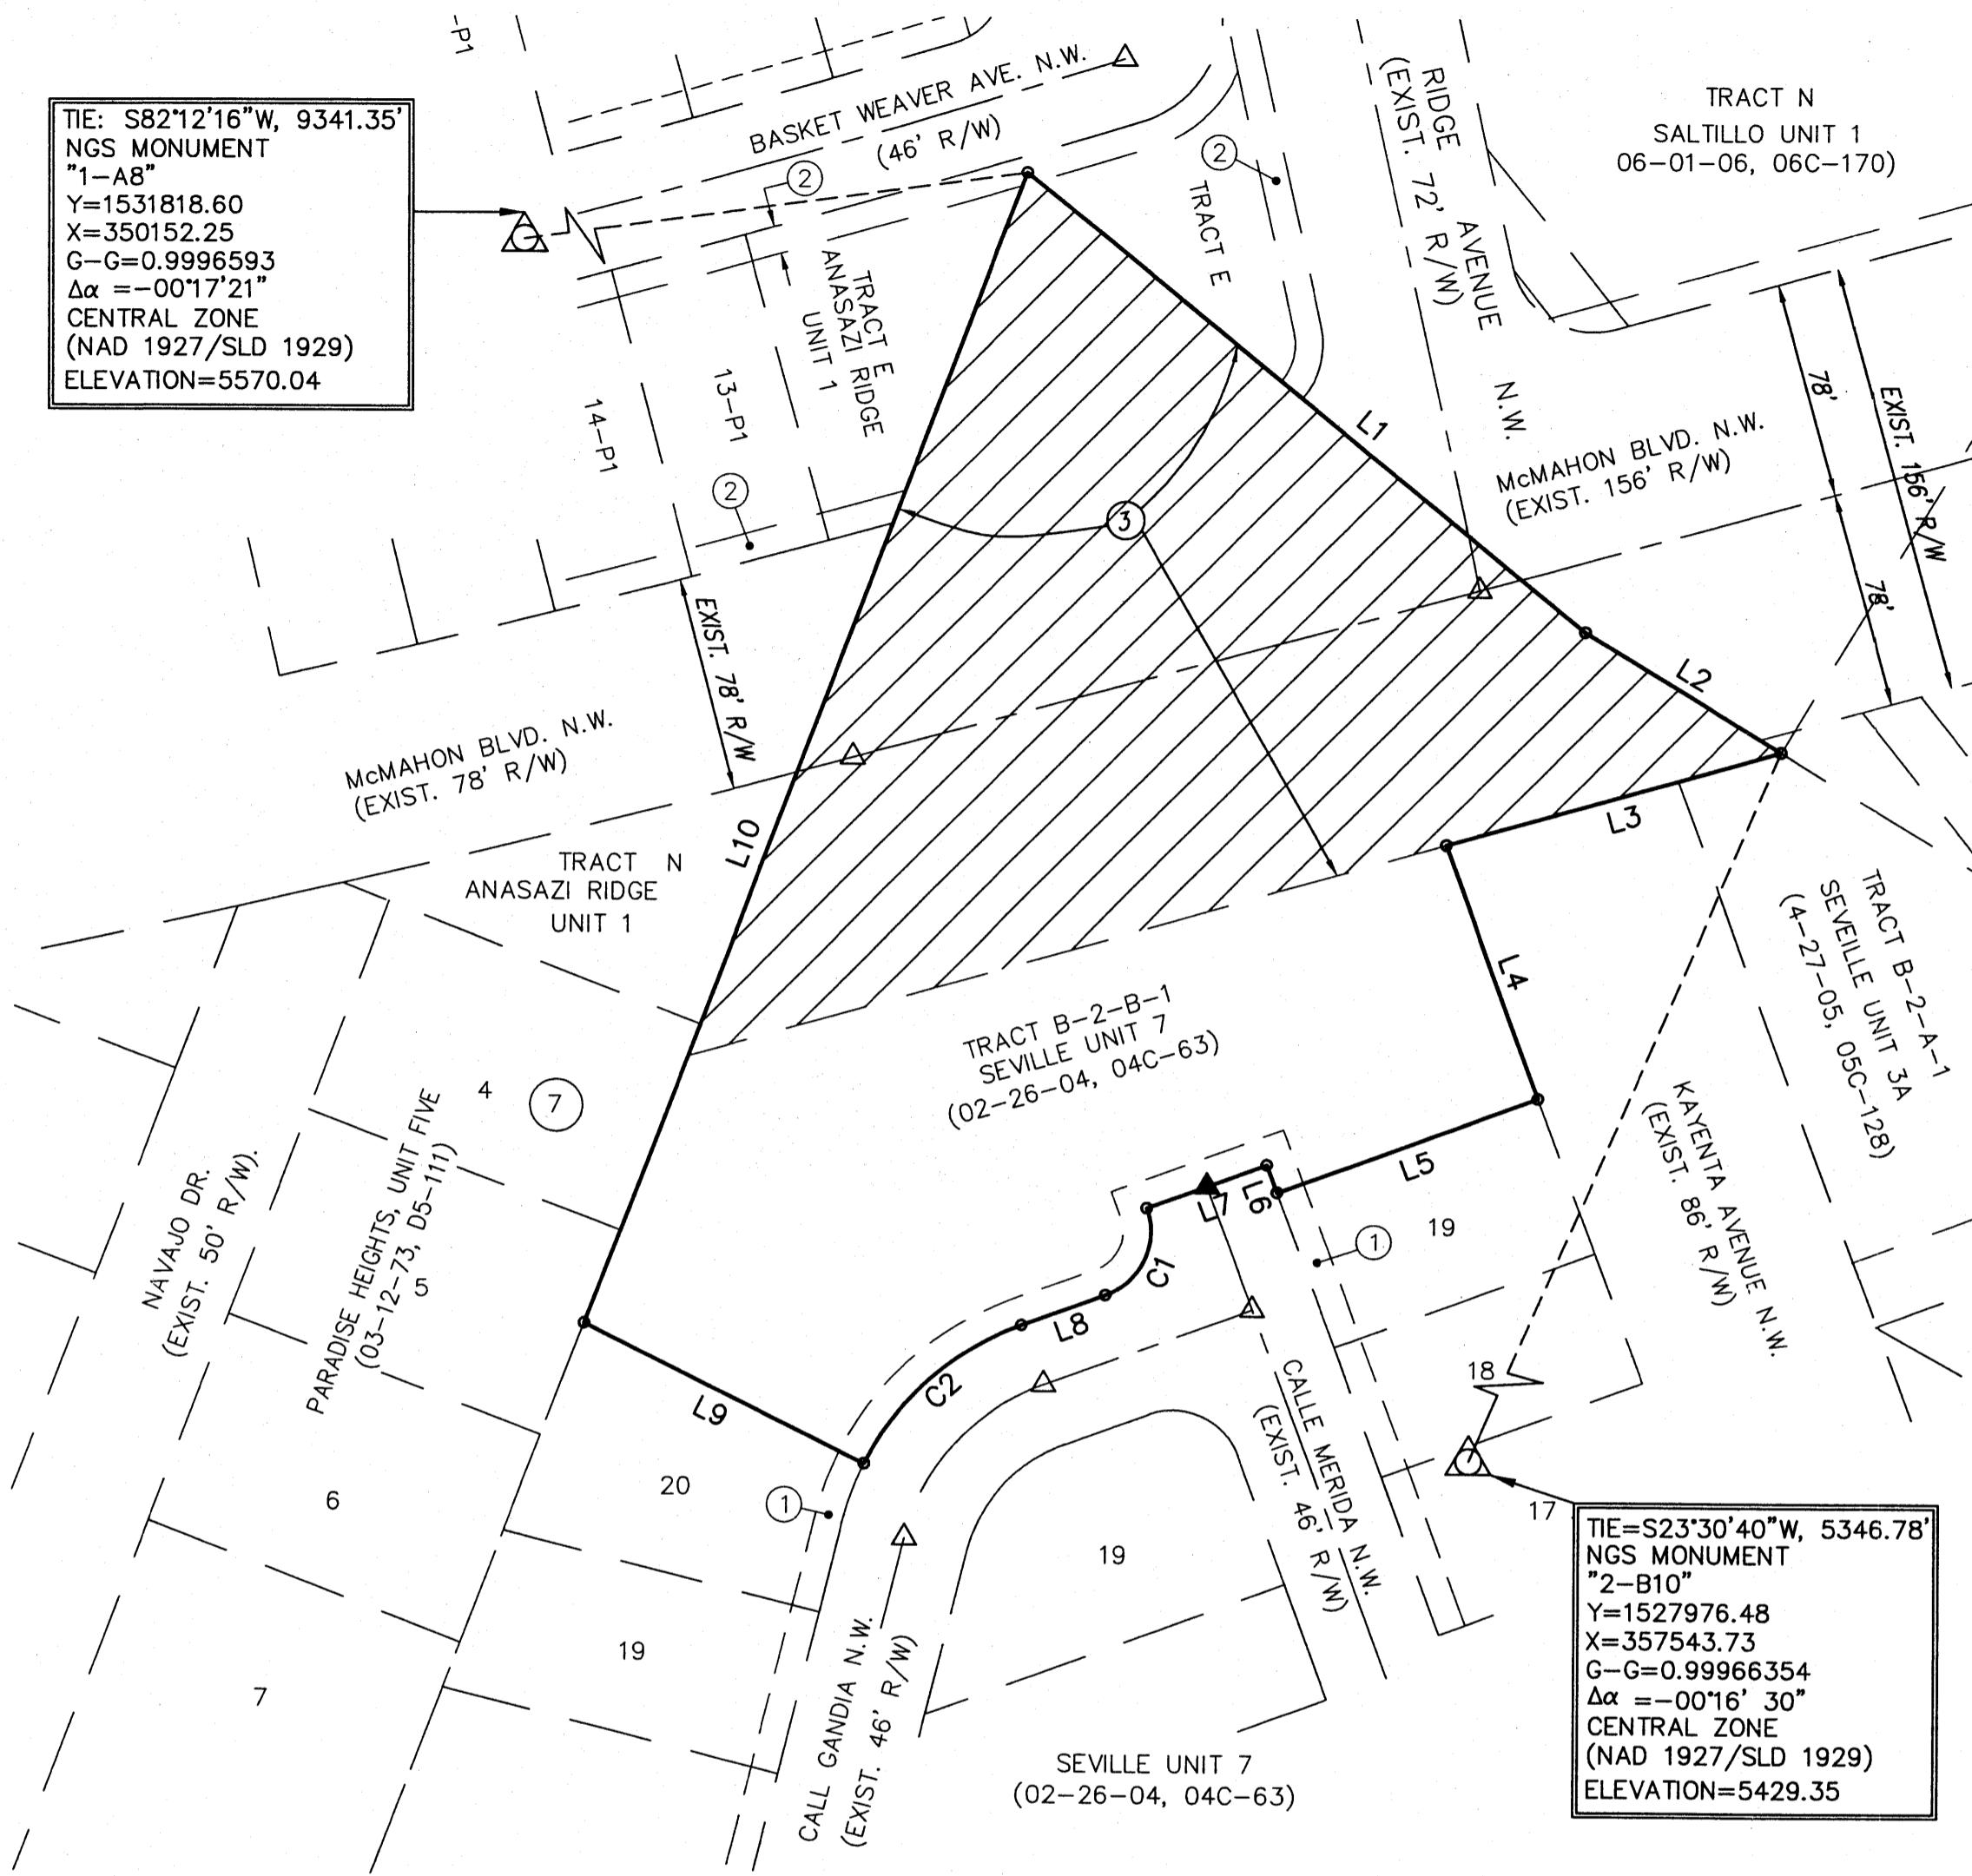 -P1
BASKET WEAVER AVE. N.W.
(46' R/W)
RIDGE AVENUE N.W.
(EXIST. 72' R/W)
TRACT N
SALTILLO UNIT 1
06-01-06, 06C-170)
TIE: S82°12'16"W, 9341.35'
NGS MONUMENT
"1-A8"
Y=1531818.60
X=350152.25
G-G=0.9996593
Δα =-00°17'21"
CENTRAL ZONE
(NAD 1927/SLD 1929)
ELEVATION=5570.04
2
2
TRACT E
TRACT E
ANASAZI RIDGE
UNIT 1
13-P1
14-P1
2
L1
3
McMAHON BLVD. N.W.
(EXIST. 156' R/W)
78'
EXIST. 156' R/W
78'
EXIST. 78' R/W
L2
McMAHON BLVD. N.W.
(EXIST. 78' R/W)
L10
L3
TRACT N
ANASAZI RIDGE
UNIT 1
L4
TRACT B-2-A-1
SEVEILLE UNIT 3A
(4-27-05, 05C-128)
TRACT B-2-B-1
SEVILLE UNIT 7
(02-26-04, 04C-63)
4
7
KAYENTA AVENUE N.W.
(EXIST. 86' R/W)
NAVAJO DR.
(EXIST. 50' R/W).
PARADISE HEIGHTS, UNIT FIVE
(03-12-73, D5-111)
5
L5
L6
L7
19
1
C1
L8
C2
L9
18
CALLE MERIDA N.W.
(EXIST. 46' R/W)
6
20
1
17
19
19
7
CALL GANDIA N.W.
(EXIST. 46' R/W)
SEVILLE UNIT 7
(02-26-04, 04C-63)
TIE=S23°30'40"W, 5346.78'
NGS MONUMENT
"2-B10"
Y=1527976.48
X=357543.73
G-G=0.99966354
Δα =-00°16' 30"
CENTRAL ZONE
(NAD 1927/SLD 1929)
ELEVATION=5429.35